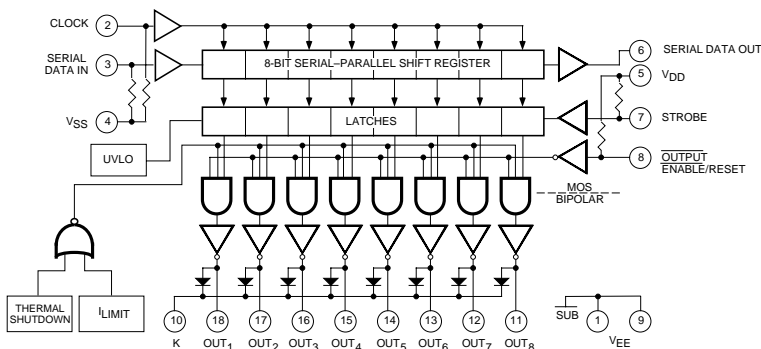 CLOCK 2
6 SERIAL DATA OUT
SERIAL DATA IN 3
8-BIT SERIAL–PARALLEL SHIFT REGISTER
5 VDD
VSS 4
LATCHES
7 STROBE
UVLO
8 OUTPUT ENABLE/RESET
MOS
BIPOLAR
THERMAL SHUTDOWN
ILIMIT
SUB
10 18 17 16 15 14 13 12 11 1 9
K OUT1 OUT2 OUT3 OUT4 OUT5 OUT6 OUT7 OUT8 VEE